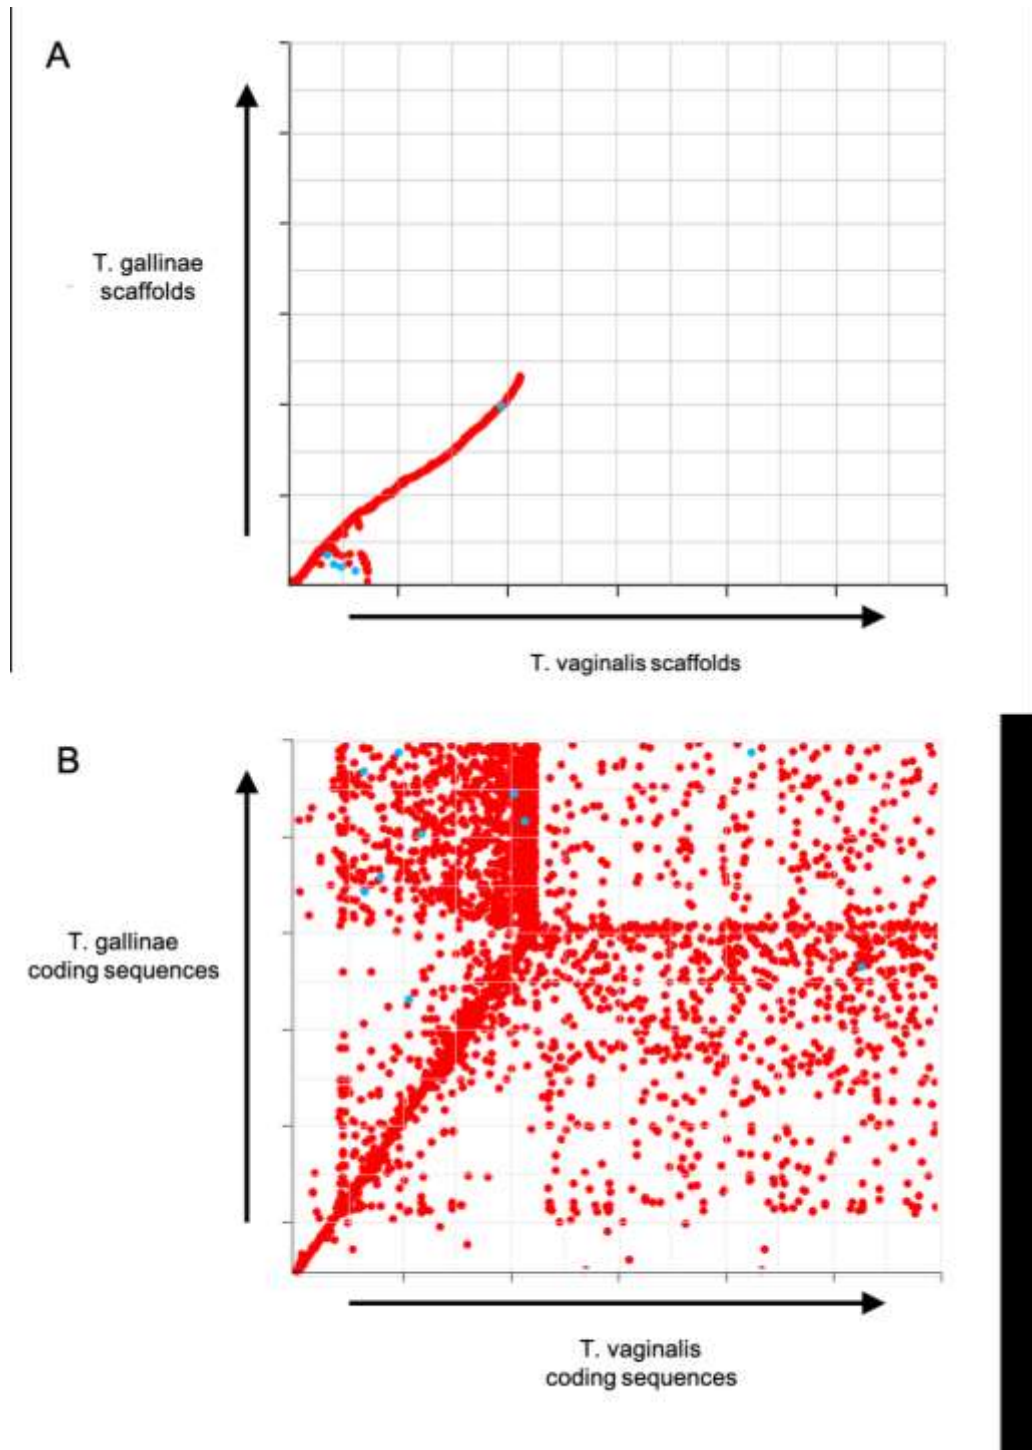 A
T. gallinae
scaffolds
T. vaginalis scaffolds
B
T. gallinae
coding sequences
T. vaginalis
coding sequences